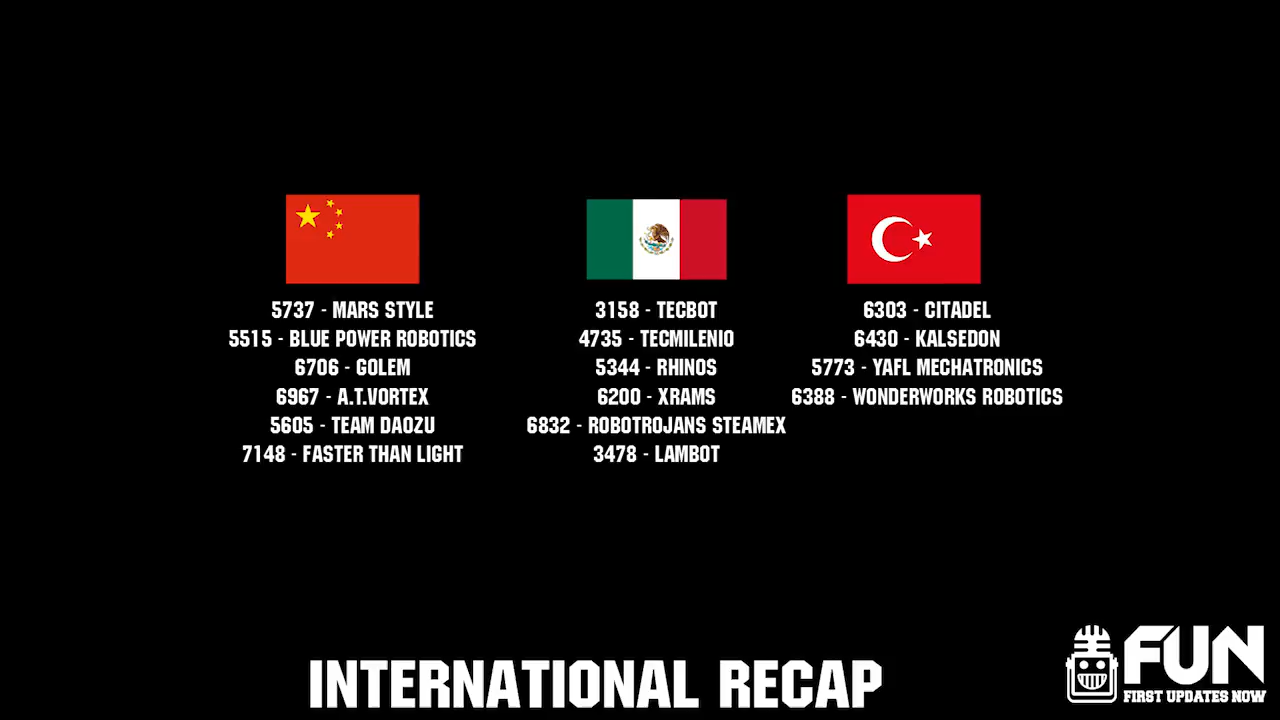 5737 - MARS STYLE
5515 - BLUE POWER ROBOTICS
6706 - GOLEM
6967 - A.T.VORTEX
5605 - TEAM DAOZU
7148 - FASTER THAN LIGHT
3158 - TECBOT
4735 - TECMILENIO
5344 - RHINOS
6200 - XRAMS
6832 - ROBOTROJANS STEAMEX
3478 - LAMBOT
6303 - CITADEL
6430 - KALSEDON
5773 - YAFL MECHATRONICS
6388 - WONDERWORKS ROBOTICS
INTERNATIONAL RECAP
FUN
FIRST UPDATES NOW